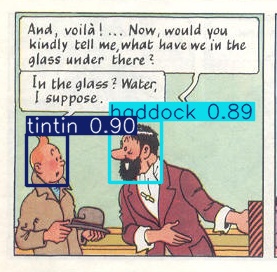 And, voilà! ... Now, would you
kindly tell me, what have we in the
glass under there?
In the glass? Water,
I suppose.
haddock 0.89
tintin 0.90